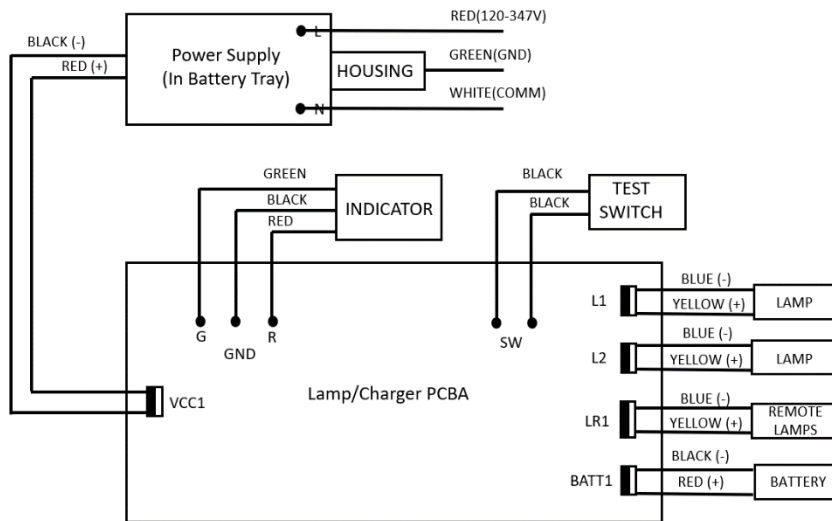 RED(120-347V)
L
BLACK (-)
Power Supply
(In Battery Tray)
RED (+)
HOUSING
GREEN(GND)
WHITE(COMM)
N
GREEN
BLACK
RED
INDICATOR
BLACK
BLACK
TEST
SWITCH
G
GND
R
SW
L1
BLUE (-)
YELLOW (+)
LAMP
L2
BLUE (-)
YELLOW (+)
LAMP
VCC1
Lamp/Charger PCBA
LR1
BLUE (-)
YELLOW (+)
REMOTE
LAMPS
BATT1
BLACK (-)
RED (+)
BATTERY